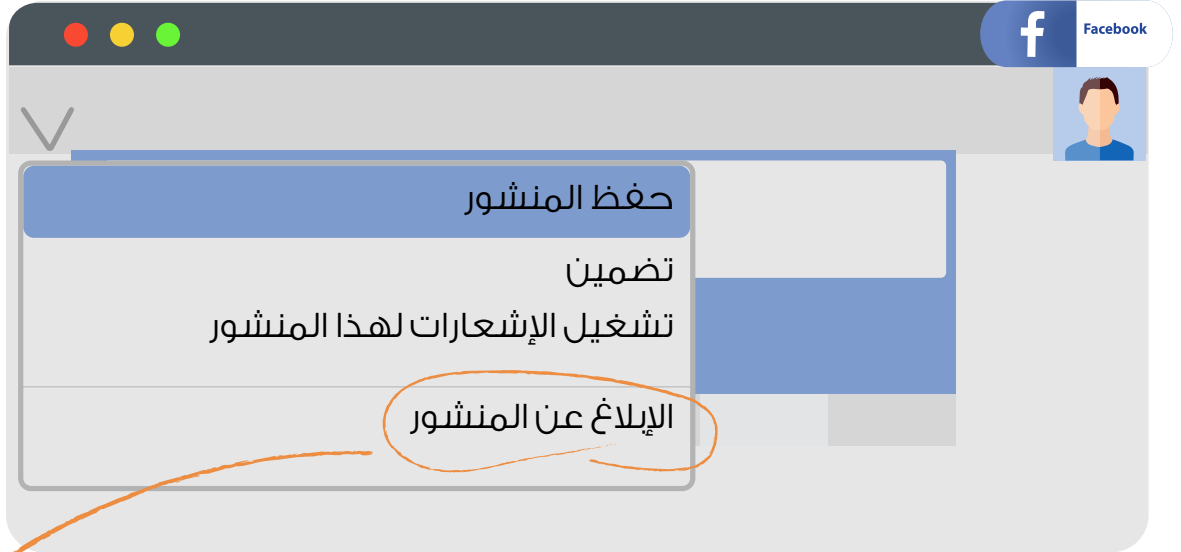 Facebook
حفظ المنشور
تضمين
تشغيل الإشعارات لهذا المنشور
الإبلاغ عن المنشور